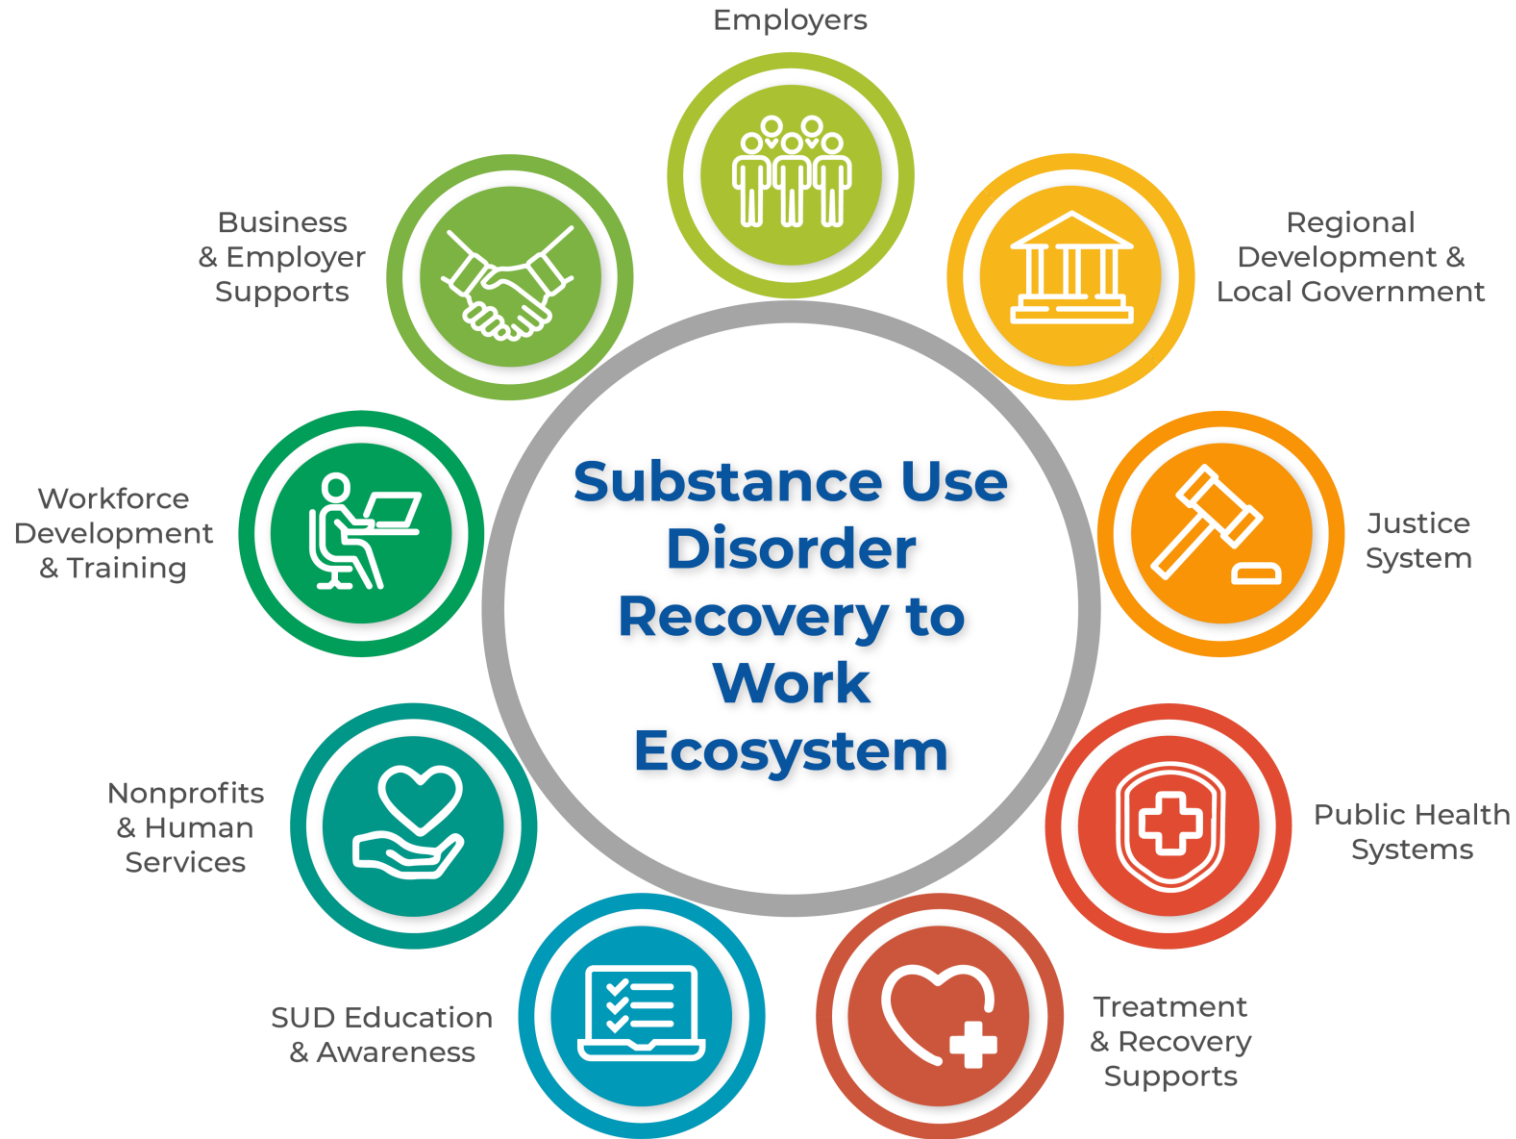 Employers
Regional
Development &
Local Government
Justice
System
Public Health
Systems
Treatment
& Recovery
Supports
SUD Education
& Awareness
Nonprofits
& Human
Services
Workforce
Development
& Training
Business
& Employer
Supports
Substance Use
Disorder
Recovery to
Work
Ecosystem